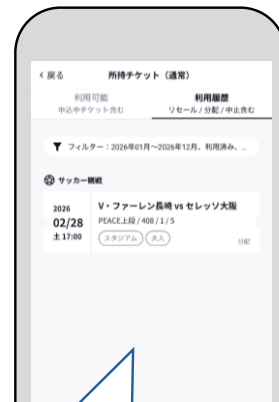 < 戻る 所持チケット（通常）
利用可能 利用履歴
申込中チケット含む リセール / 分配 / 中止含む
フィルター：2026年01月〜2026年12月、利用済み、...
サッカー観戦
2026 V・ファーレン長崎 vs セレッソ大阪
02/28 PEACE上段 / 408 / 1 / 5
土 17:00 スタジアム 大人 分配